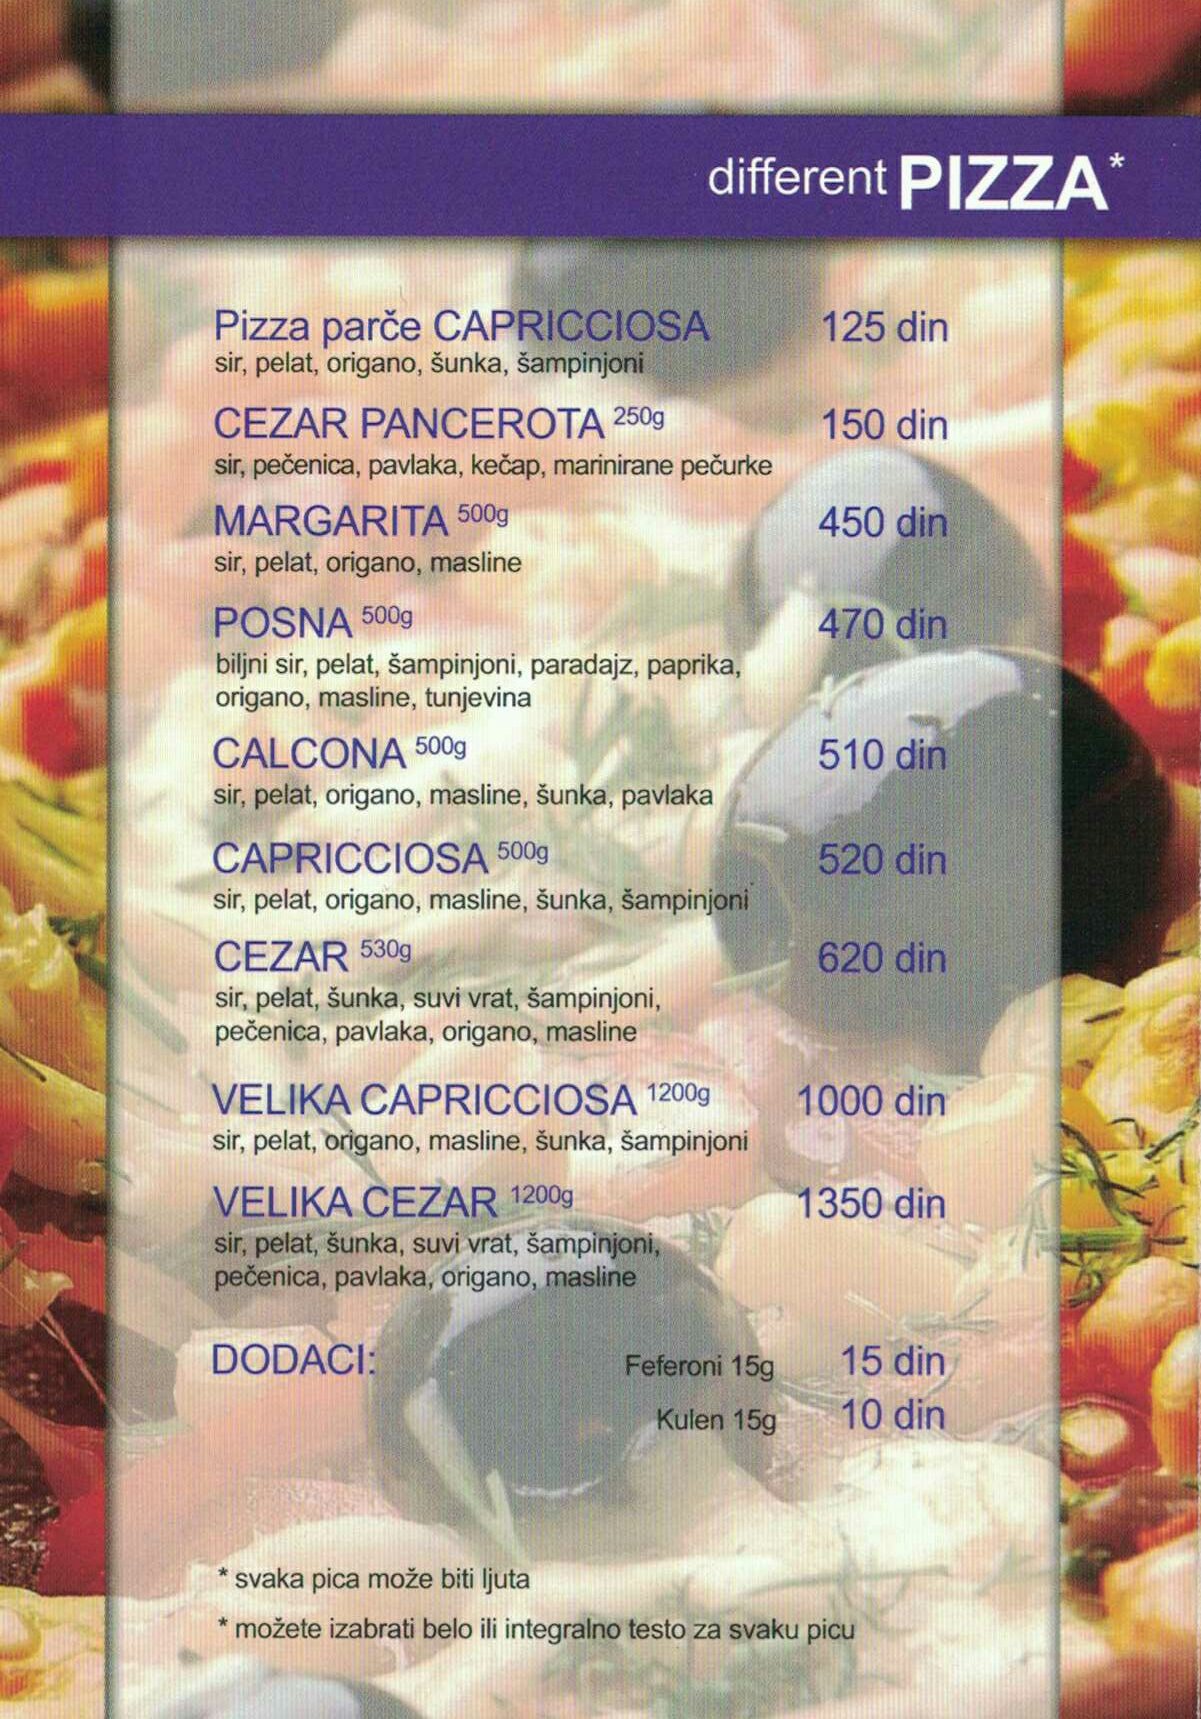 different PIZZA*
Pizza parče CAPRICCIOSA 125 din
sir, pelat, origano, šunka, šampinjoni
CEZAR PANCEROTA 250g 150 din
sir, pečenica, pavlaka, kečap, marinirane pečurke
MARGARITA 500g 450 din
sir, pelat, origano, masline
POSNA 500g 470 din
biljni sir, pelat, šampinjoni, paradajz, paprika,
origano, masline, tunjevina
CALCONA 500g 510 din
sir, pelat, origano, masline, šunka, pavlaka
CAPRICCIOSA 500g 520 din
sir, pelat, origano, masline, šunka, šampinjoni
CEZAR 530g 620 din
sir, pelat, šunka, suvi vrat, šampinjoni,
pečenica, pavlaka, origano, masline
VELIKA CAPRICCIOSA 1200g 1000 din
sir, pelat, origano, masline, šunka, šampinjoni
VELIKA CEZAR 1200g 1350 din
sir, pelat, šunka, suvi vrat, šampinjoni,
pečenica, pavlaka, origano, masline
DODACI: Feferoni 15g 15 din
Kulen 15g 10 din
* svaka pica može biti ljuta
* možete izabrati belo ili integralno testo za svaku picu